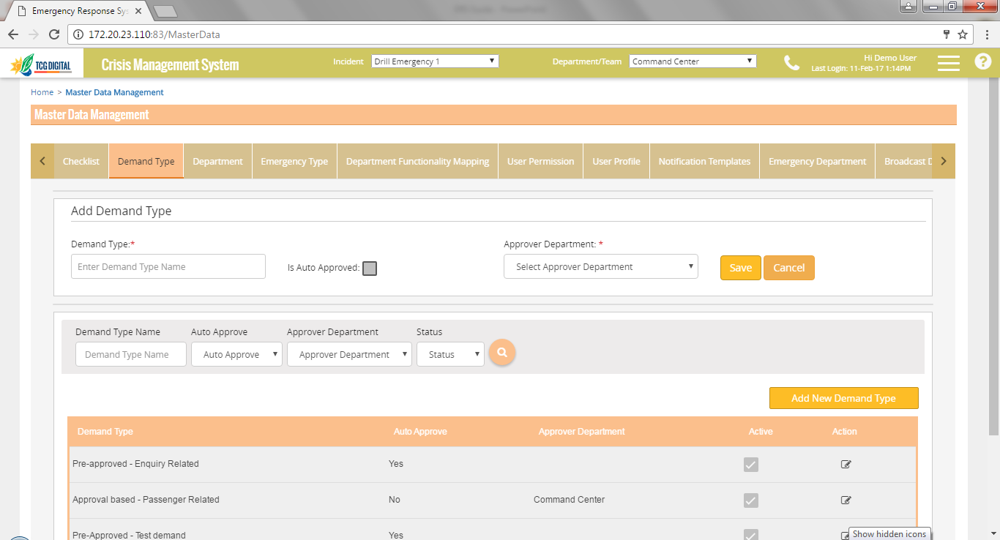 Emergency Response Sys
172.20.23.110:83/MasterData
TCG DIGITAL
Crisis Management System
Incident
Drill Emergency 1
Department/Team
Command Center
Hi Demo User
Last Login: 11-Feb-17 1:14PM
?
Home > Master Data Management
Master Data Management
Checklist
Demand Type
Department
Emergency Type
Department Functionality Mapping
User Permission
User Profile
Notification Templates
Emergency Department
Broadcast D
Add Demand Type
Demand Type:*
Approver Department: *
Enter Demand Type Name
Is Auto Approved:
Select Approver Department
Save
Cancel
Demand Type Name
Auto Approve
Approver Department
Status
Demand Type Name
Auto Approve
Approver Department
Status
Add New Demand Type
Demand Type
Auto Approve
Approver Department
Active
Action
Pre-approved - Enquiry Related
Yes
Approval based - Passenger Related
No
Command Center
Pre-Approved - Test demand
Yes
Show hidden icons